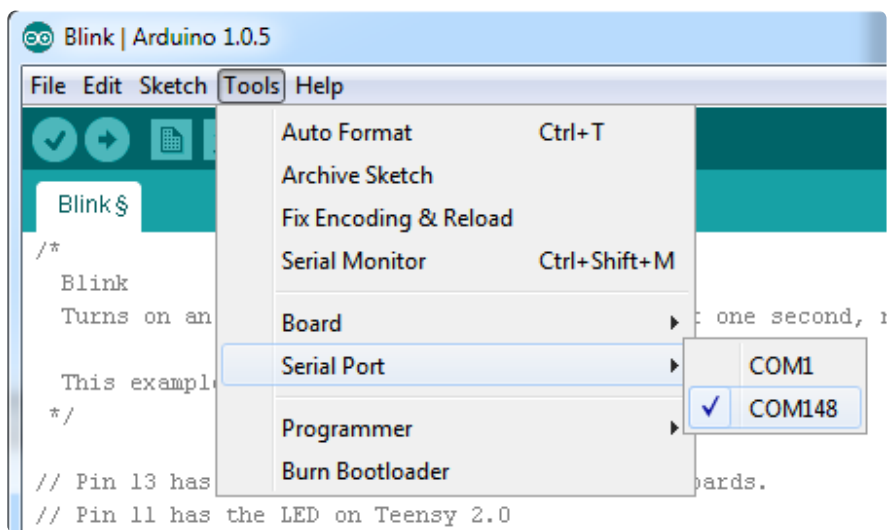 Blink | Arduino 1.0.5
File Edit Sketch Tools Help
Auto Format Ctrl+T
Archive Sketch
Fix Encoding & Reload
Serial Monitor Ctrl+Shift+M
Board
Serial Port
Programmer
Burn Bootloader
COM1
COM148
Blink §
/*
Blink
Turns on an one second,
This
*/
// Pin 13 has
// Pin 11 has the LED on Teensy 2.0